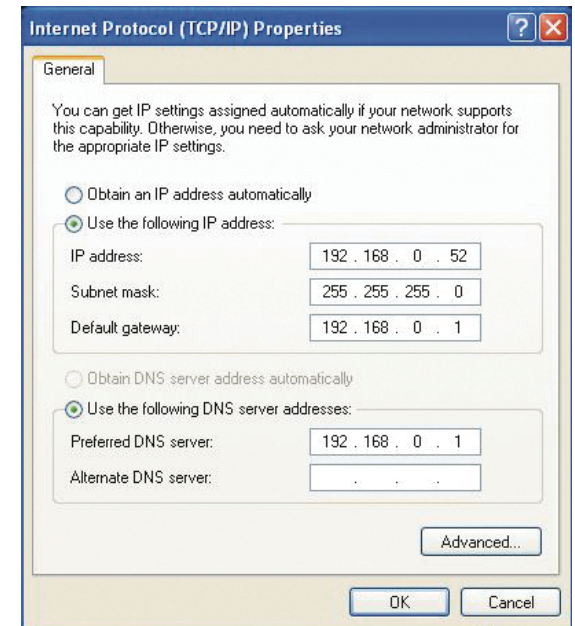 Internet Protocol (TCP/IP) Properties
General
You can get IP settings assigned automatically if your network supports
this capability. Otherwise, you need to ask your network administrator for
the appropriate IP settings.
Obtain an IP address automatically
Use the following IP address:
IP address: 192 . 168 . 0 . 52
Subnet mask: 255 . 255 . 255 . 0
Default gateway: 192 . 168 . 0 . 1
Obtain DNS server address automatically
Use the following DNS server addresses:
Preferred DNS server: 192 . 168 . 0 . 1
Alternate DNS server: . . .
Advanced...
OK Cancel